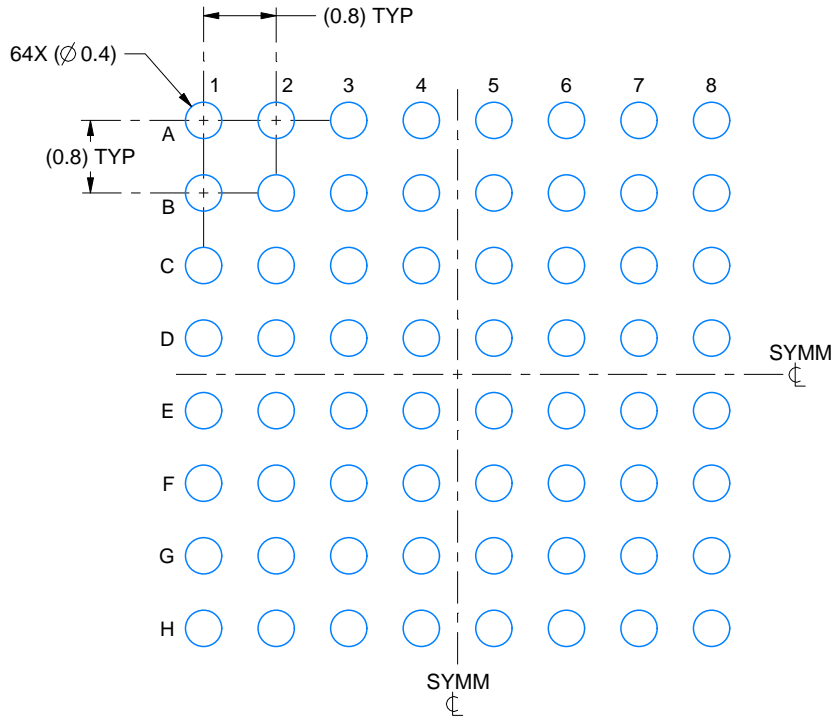 (0.8) TYP
64X (∅ 0.4)
1 2 3 4 5 6 7 8
A
(0.8) TYP
B
C
D
SYMM
℄
E
F
G
H
SYMM
℄